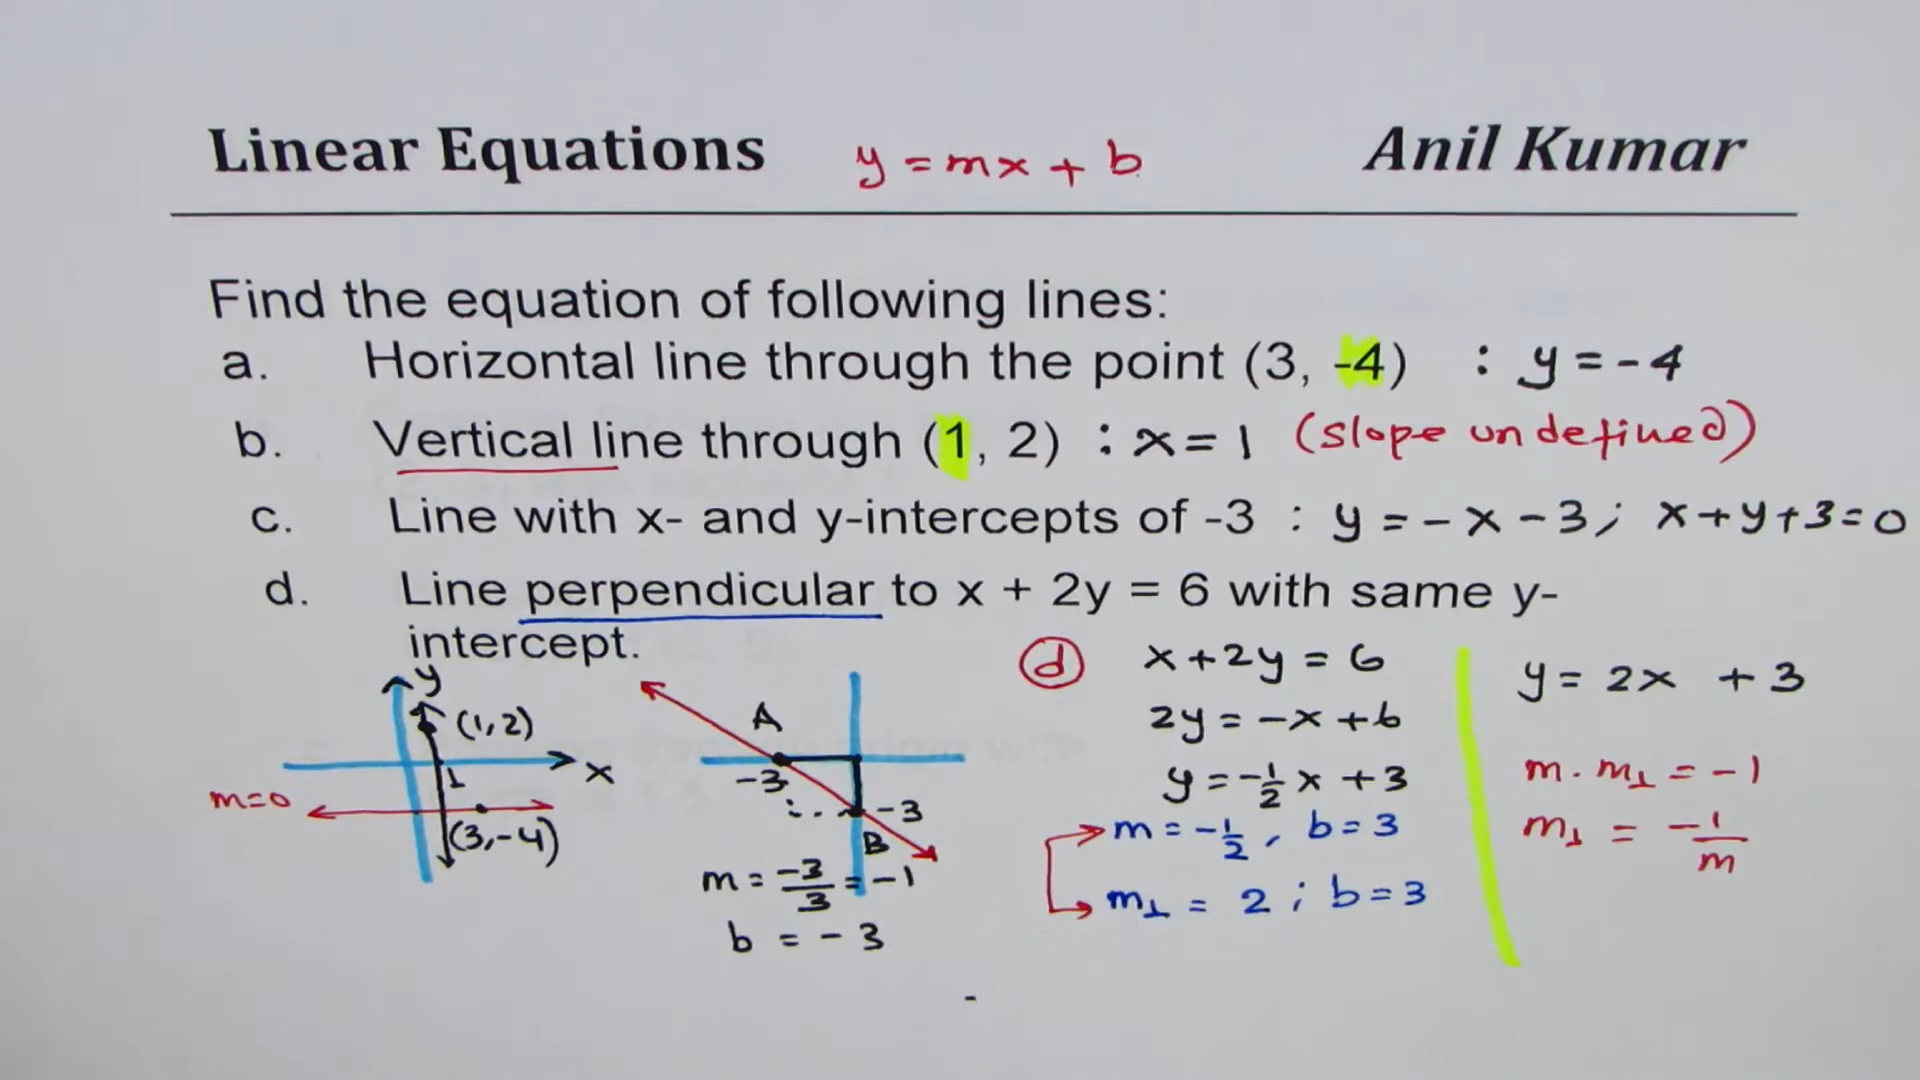 Linear Equations y = mx + b Anil Kumar
Find the equation of following lines:
a. Horizontal line through the point (3, -4) : y = -4
b. Vertical line through (1, 2) : x = 1 (slope undefined)
c. Line with x- and y-intercepts of -3 : y = -x - 3; x+y+3=0
d. Line perpendicular to x + 2y = 6 with same y-
intercept.
y
(1,2)
1
x
m=0
(3,-4)
A
-3
-3
B
m = -3/3 = -1
b = -3
d
x+2y = 6
2y = -x +6
y = -1/2 x + 3
m = -1/2, b = 3
m⊥ = 2 ; b = 3
y = 2x + 3
m . m⊥ = -1
m⊥ = -1/m